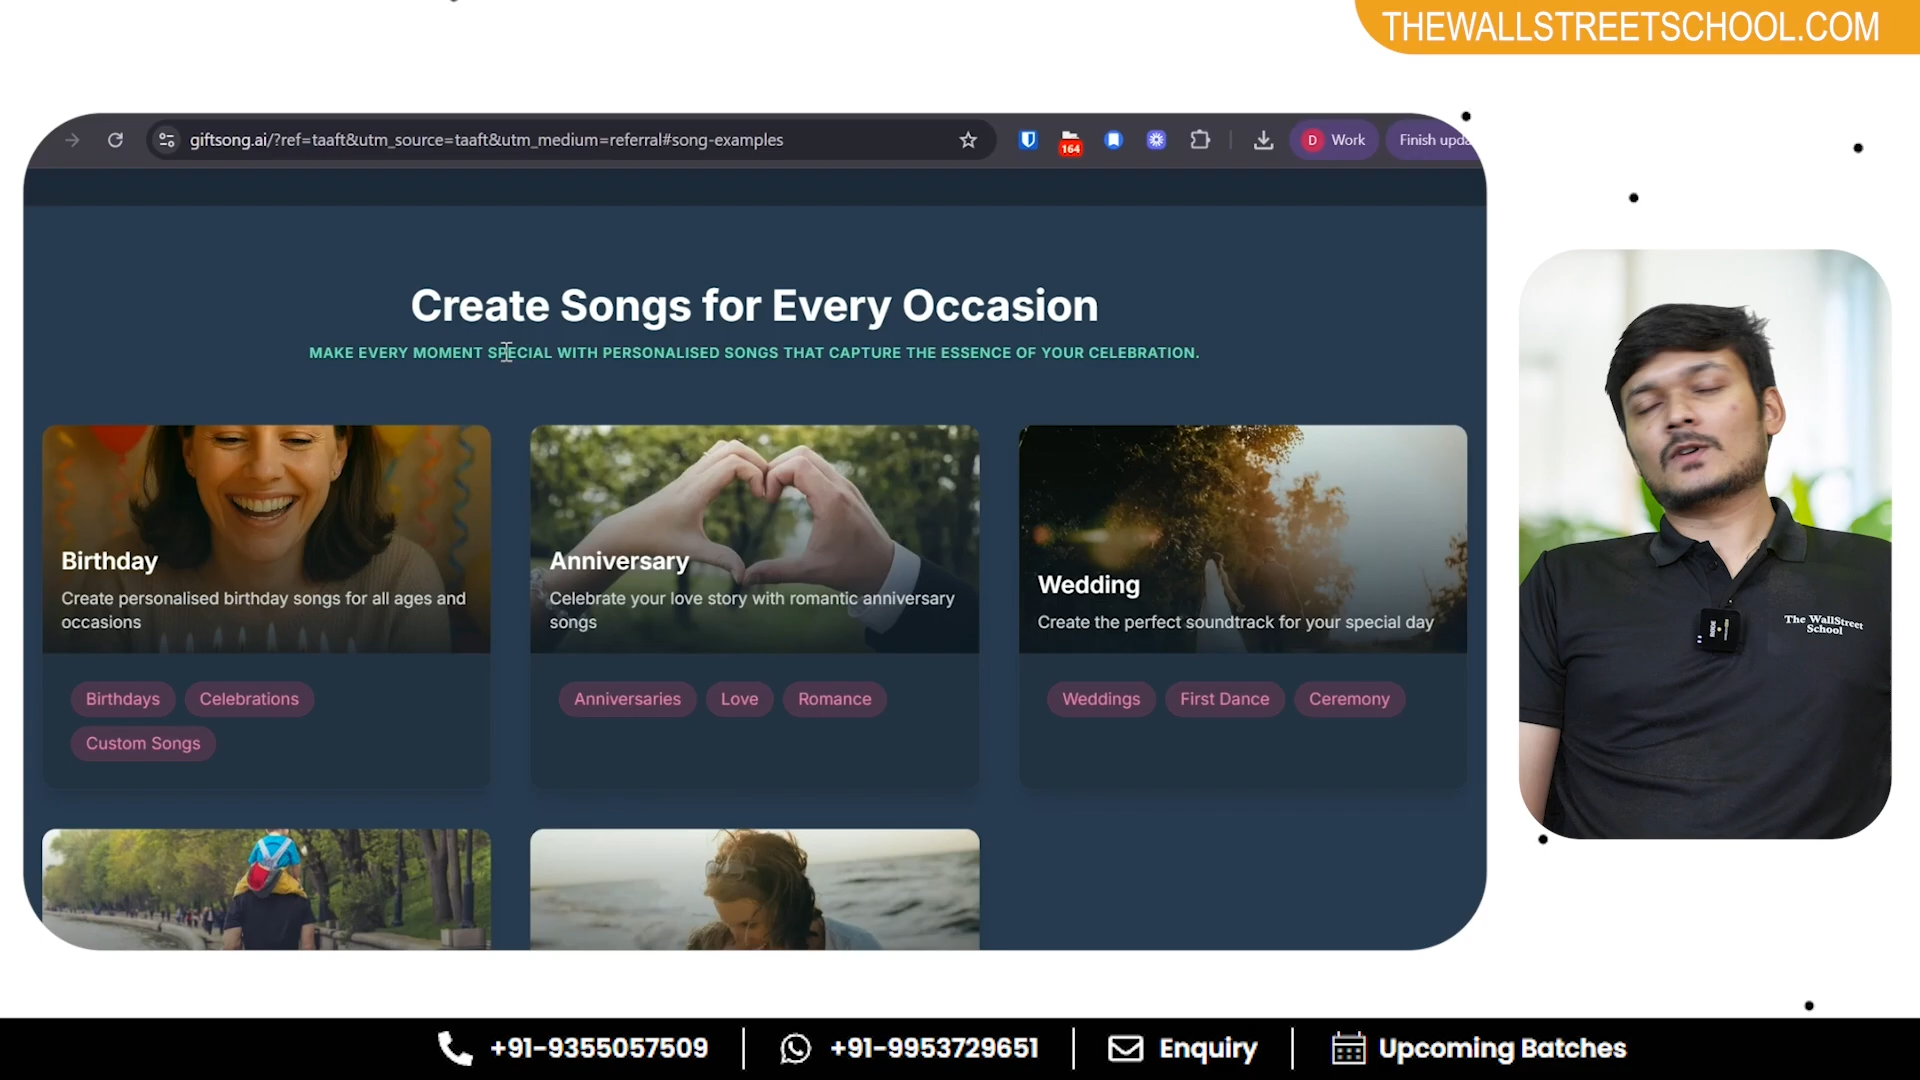 THEWALLSTREETSCHOOL.COM
giftsong.ai/?ref=taaft&utm_source=taaft&utm_medium=referral#song-examples
164
D Work
Finish upda
Create Songs for Every Occasion
MAKE EVERY MOMENT SPECIAL WITH PERSONALISED SONGS THAT CAPTURE THE ESSENCE OF YOUR CELEBRATION.
Birthday
Create personalised birthday songs for all ages and
occasions
Birthdays Celebrations
Custom Songs
Anniversary
Celebrate your love story with romantic anniversary
songs
Anniversaries Love Romance
Wedding
Create the perfect soundtrack for your special day
Weddings First Dance Ceremony
The WallStreet
School
+91-9355057509
+91-9953729651
Enquiry
Upcoming Batches